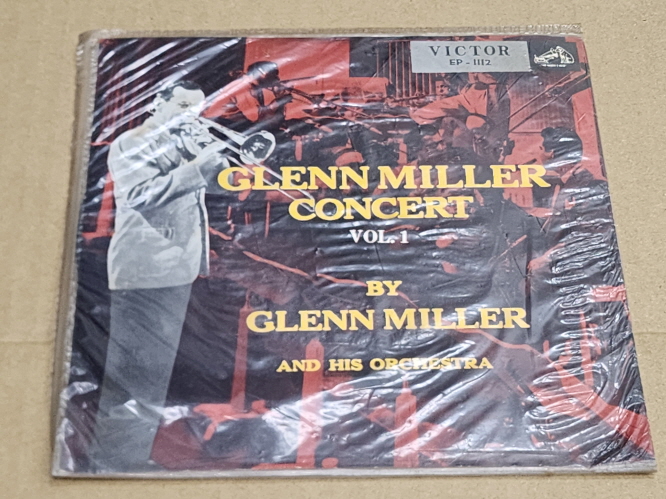 VICTOR
EP - 1112
GLENN MILLER
CONCERT
VOL. 1
BY
GLENN MILLER
AND HIS ORCHESTRA